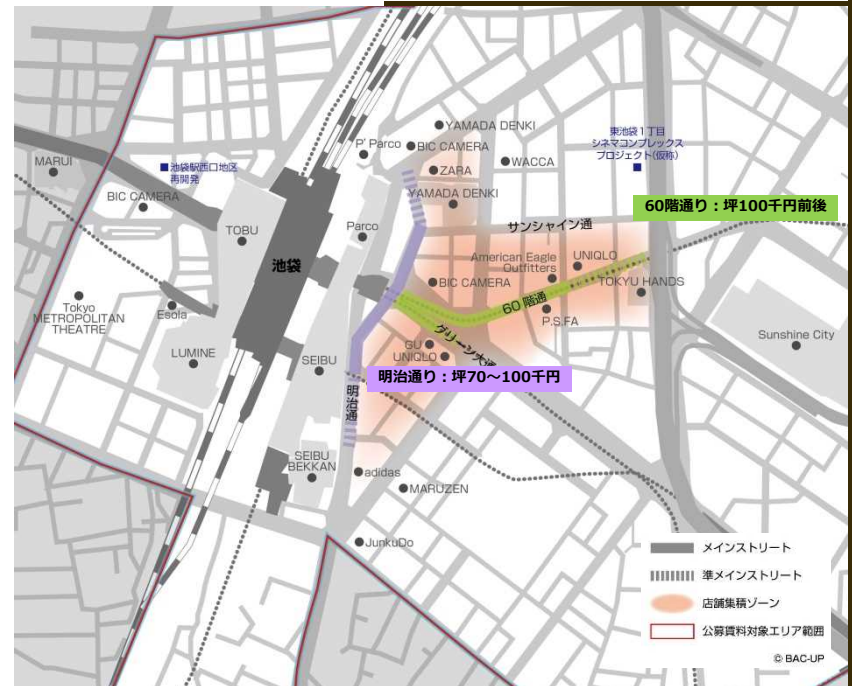 YAMADA DENKI
P' Parco
BIC CAMERA
WACCA
東池袋1丁目
シネマコンプレックス
プロジェクト(仮称)
MARUI
池袋駅西口地区
再開発
ZARA
YAMADA DENKI
BIC CAMERA
60階通り：坪100千円前後
TOBU
Parco
サンシャイン通
池袋
American Eagle
Outfitters
UNIQLO
BIC CAMERA
TOKYU HANDS
Tokyo
METROPOLITAN
THEATRE
Esola
60階通
P.S.FA
グリーン大通
Sunshine City
LUMINE
SEIBU
GU
UNIQLO
明治通り：坪70～100千円
明治通
SEIBU
BEKKAN
adidas
MARUZEN
JunkuDo
メインストリート
準メインストリート
店舗集積ゾーン
公募賃料対象エリア範囲
© BAC-UP